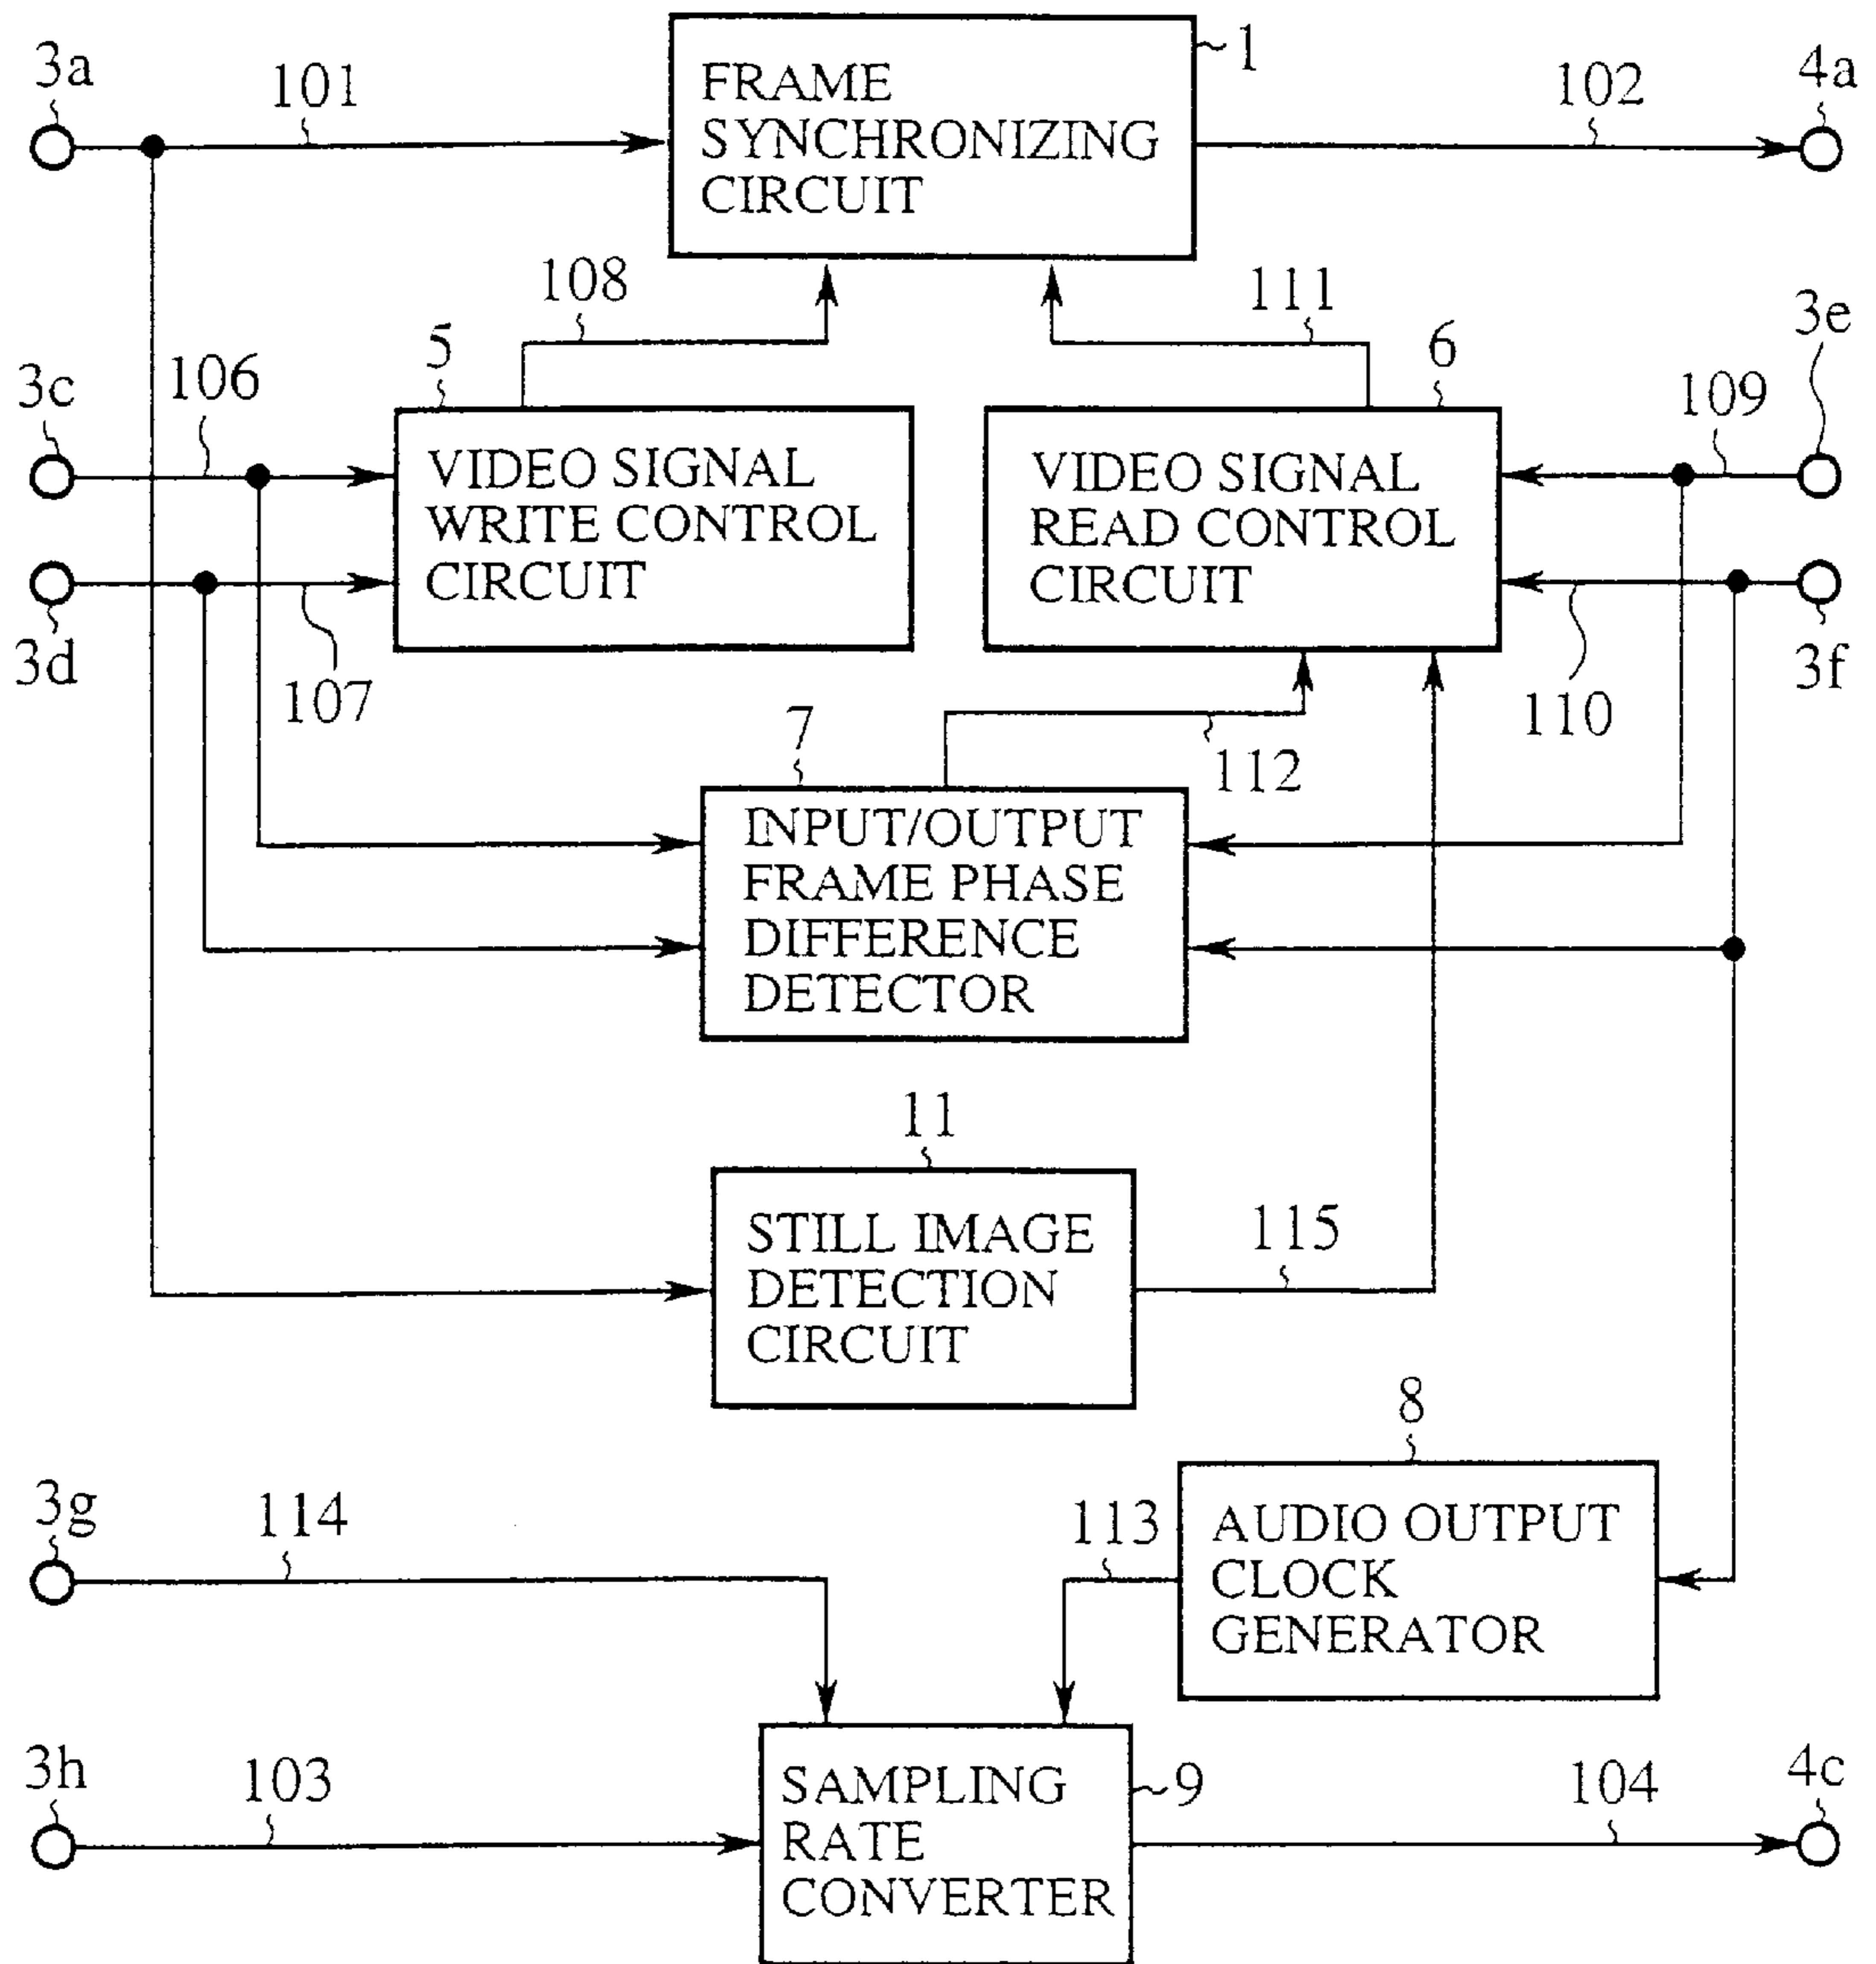 1
3a
101
FRAME
SYNCHRONIZING
CIRCUIT
102
4a
108
111
3c
106
5
6
109
3e
VIDEO SIGNAL
WRITE CONTROL
CIRCUIT
VIDEO SIGNAL
READ CONTROL
CIRCUIT
3d
107
110
3f
7
112
INPUT/OUTPUT
FRAME PHASE
DIFFERENCE
DETECTOR
11
STILL IMAGE
DETECTION
CIRCUIT
115
8
3g
114
113
AUDIO OUTPUT
CLOCK
GENERATOR
3h
103
SAMPLING
RATE
CONVERTER
9
104
4c